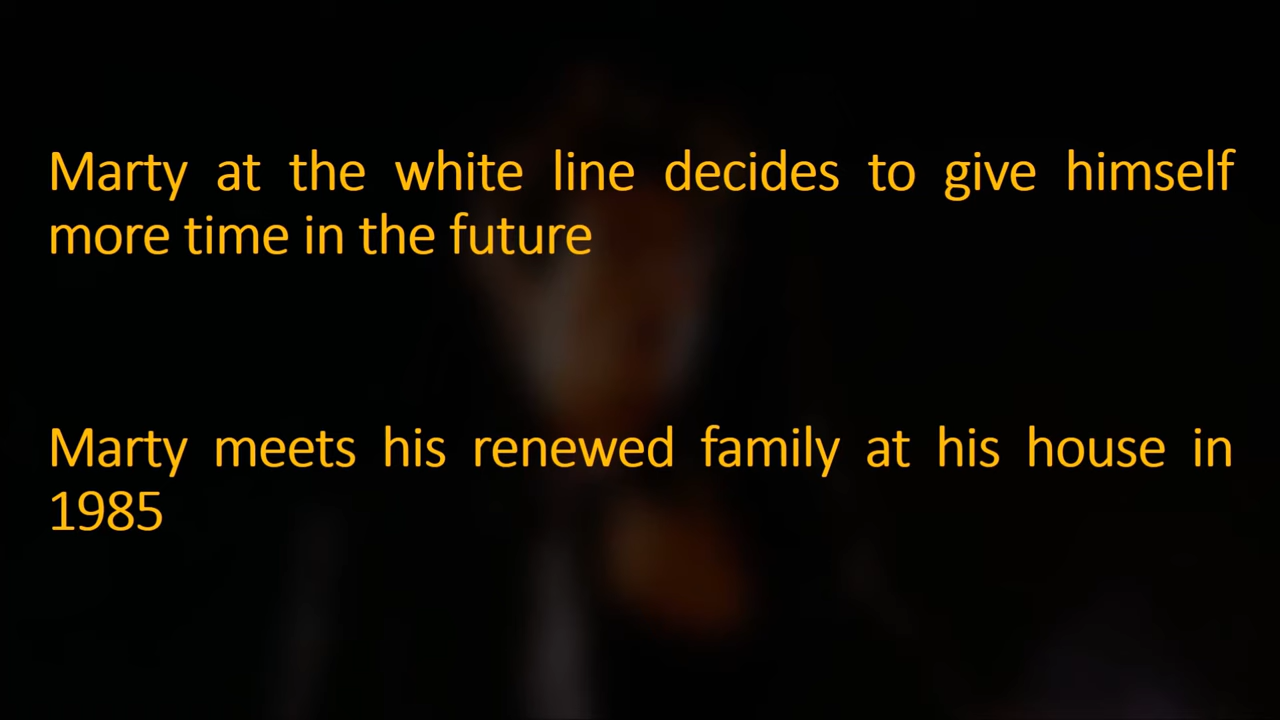 Marty at the white line decides to give himself
more time in the future
Marty meets his renewed family at his house in
1985